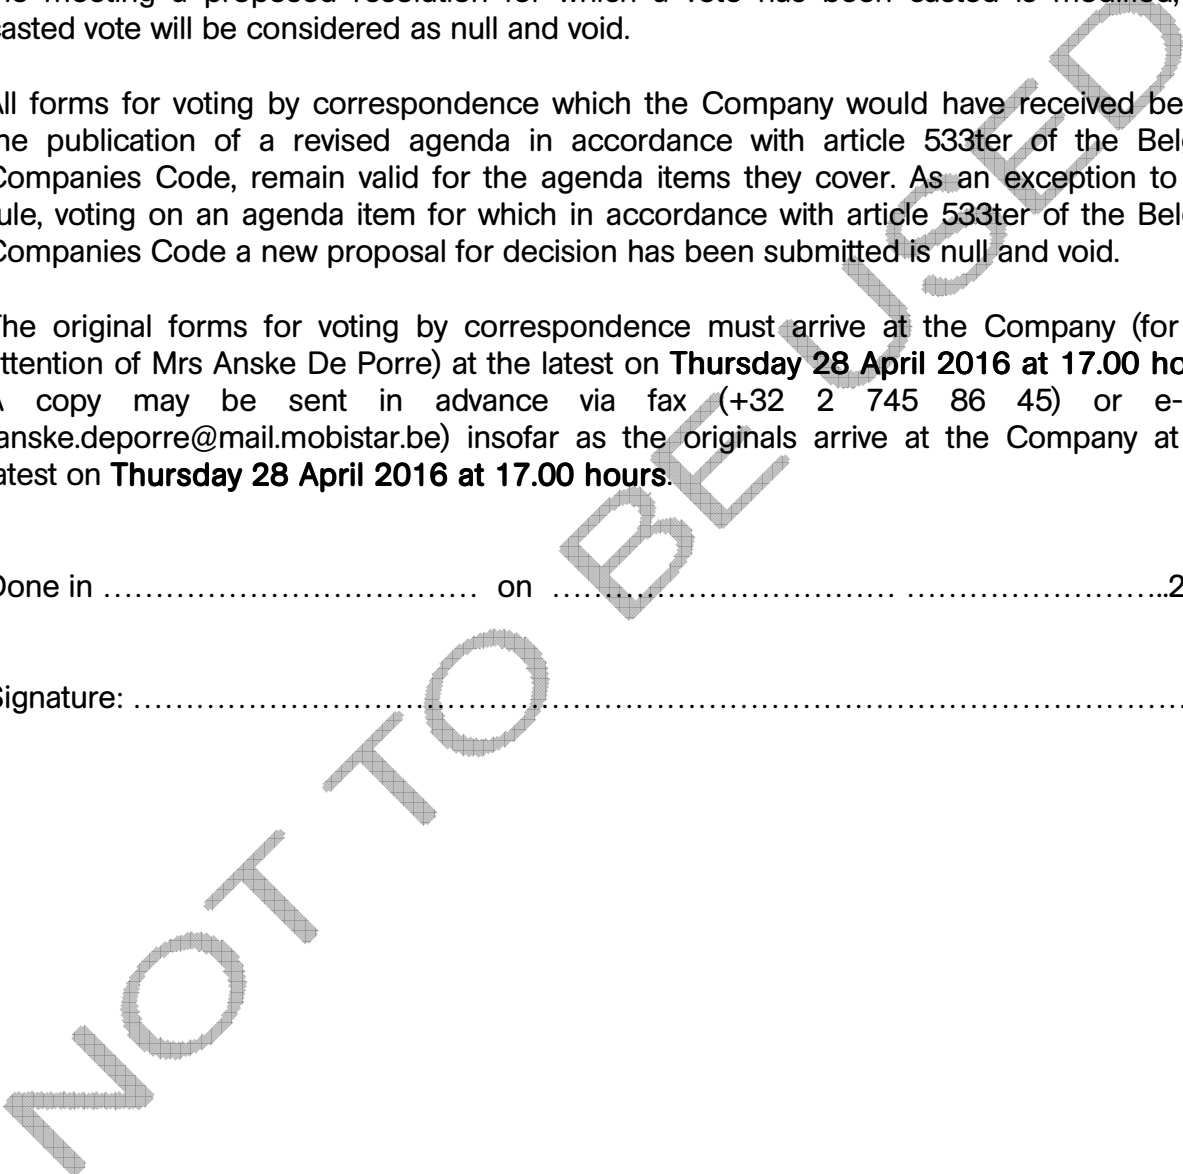 meeting a proposed resolution for which a vote has been casted is modified,
casted vote will be considered as null and void.
All forms for voting by correspondence which the Company would have received
the publication of a revised agenda in accordance with article 533ter of the
Companies Code, remain valid for the agenda items they cover. As an exception to
rule, voting on an agenda item for which in accordance with article 533ter of the
Companies Code a new proposal for decision has been submitted is null and void.
The original forms for voting by correspondence must arrive at the Company (for
attention of Mrs Anske De Porre) at the latest on Thursday 28 April 2016 at 17.00
A copy may be sent in advance via fax (+32 2 745 86 45) or e-
anske.deporre@mail.mobistar.be) insofar as the originals arrive at the Company at
latest on Thursday 28 April 2016 at 17.00 hours.
Done in .................................... on ................................. ..........................2
Signature: ....................................................................................................
NOT TO BE USED